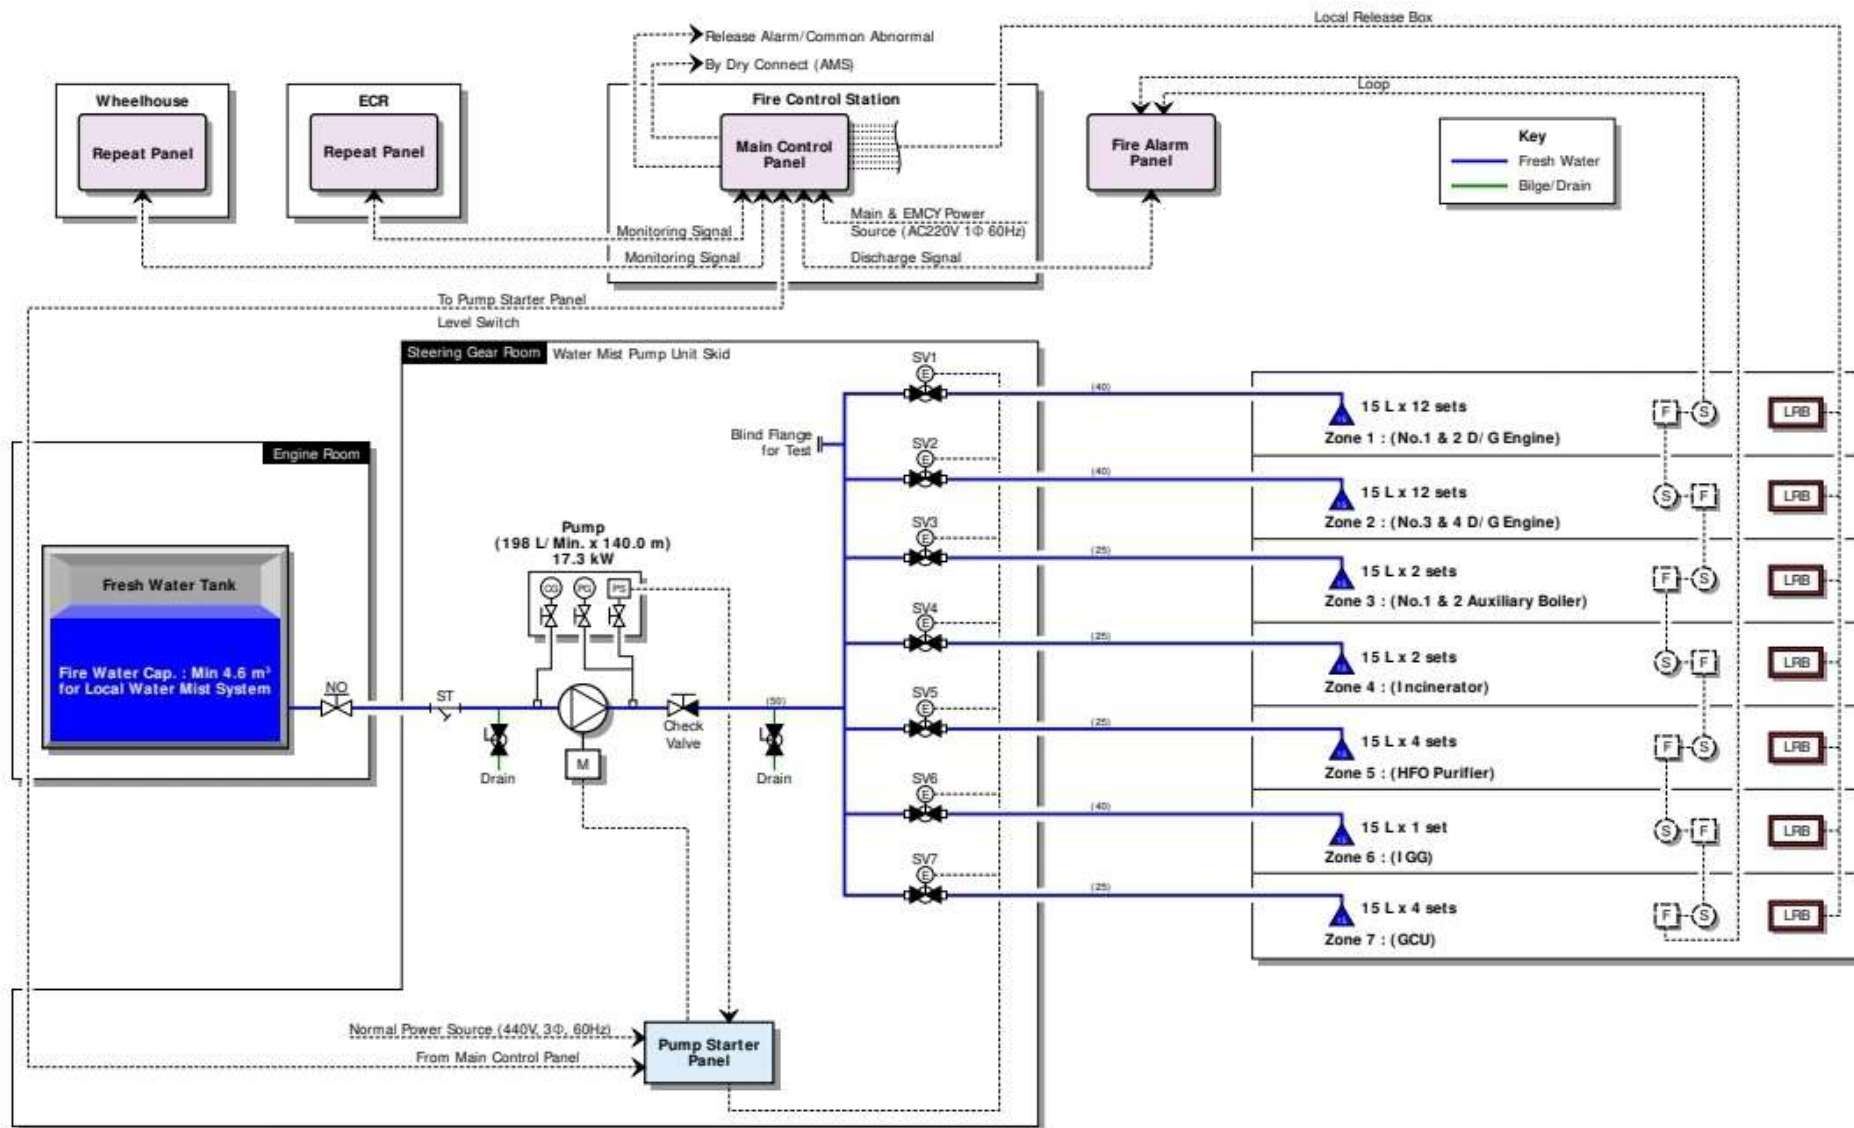 Local Release Box
Release Alarm/Common Abnormal
By Dry Connect (AMS)
Wheelhouse
Repeat Panel
ECR
Repeat Panel
Fire Control Station
Main Control
Panel
Loop
Fire Alarm
Panel
Key
Fresh Water
Bilge/Drain
Main & EMCY Power
Source (AC220V 1Φ 60Hz)
Monitoring Signal
Monitoring Signal
Discharge Signal
To Pump Starter Panel
Level Switch
Steering Gear Room
Water Mist Pump Unit Skid
Engine Room
Fresh Water Tank
Fire Water Cap. : Min 4.6 m³
for Local Water Mist System
NO
ST
Drain
Pump
(198 L/ Min. x 140.0 m)
17.3 kW
CG
PG
PS
M
Check
Valve
(50)
Drain
Blind Flange
for Test
SV1
E
(40)
SV2
E
(40)
SV3
E
(25)
SV4
E
(25)
SV5
E
(25)
SV6
E
(40)
SV7
E
(25)
15 L x 12 sets
Zone 1 : (No.1 & 2 D/ G Engine)
F
S
LRB
15 L x 12 sets
Zone 2 : (No.3 & 4 D/ G Engine)
S
F
LRB
15 L x 2 sets
Zone 3 : (No.1 & 2 Auxiliary Boiler)
F
S
LRB
15 L x 2 sets
Zone 4 : (Incinerator)
S
F
LRB
15 L x 4 sets
Zone 5 : (HFO Purifier)
F
S
LRB
15 L x 1 set
Zone 6 : (IGG)
S
F
LRB
15 L x 4 sets
Zone 7 : (GCU)
F
S
LRB
Normal Power Source (440V, 3Φ, 60Hz)
From Main Control Panel
Pump Starter
Panel